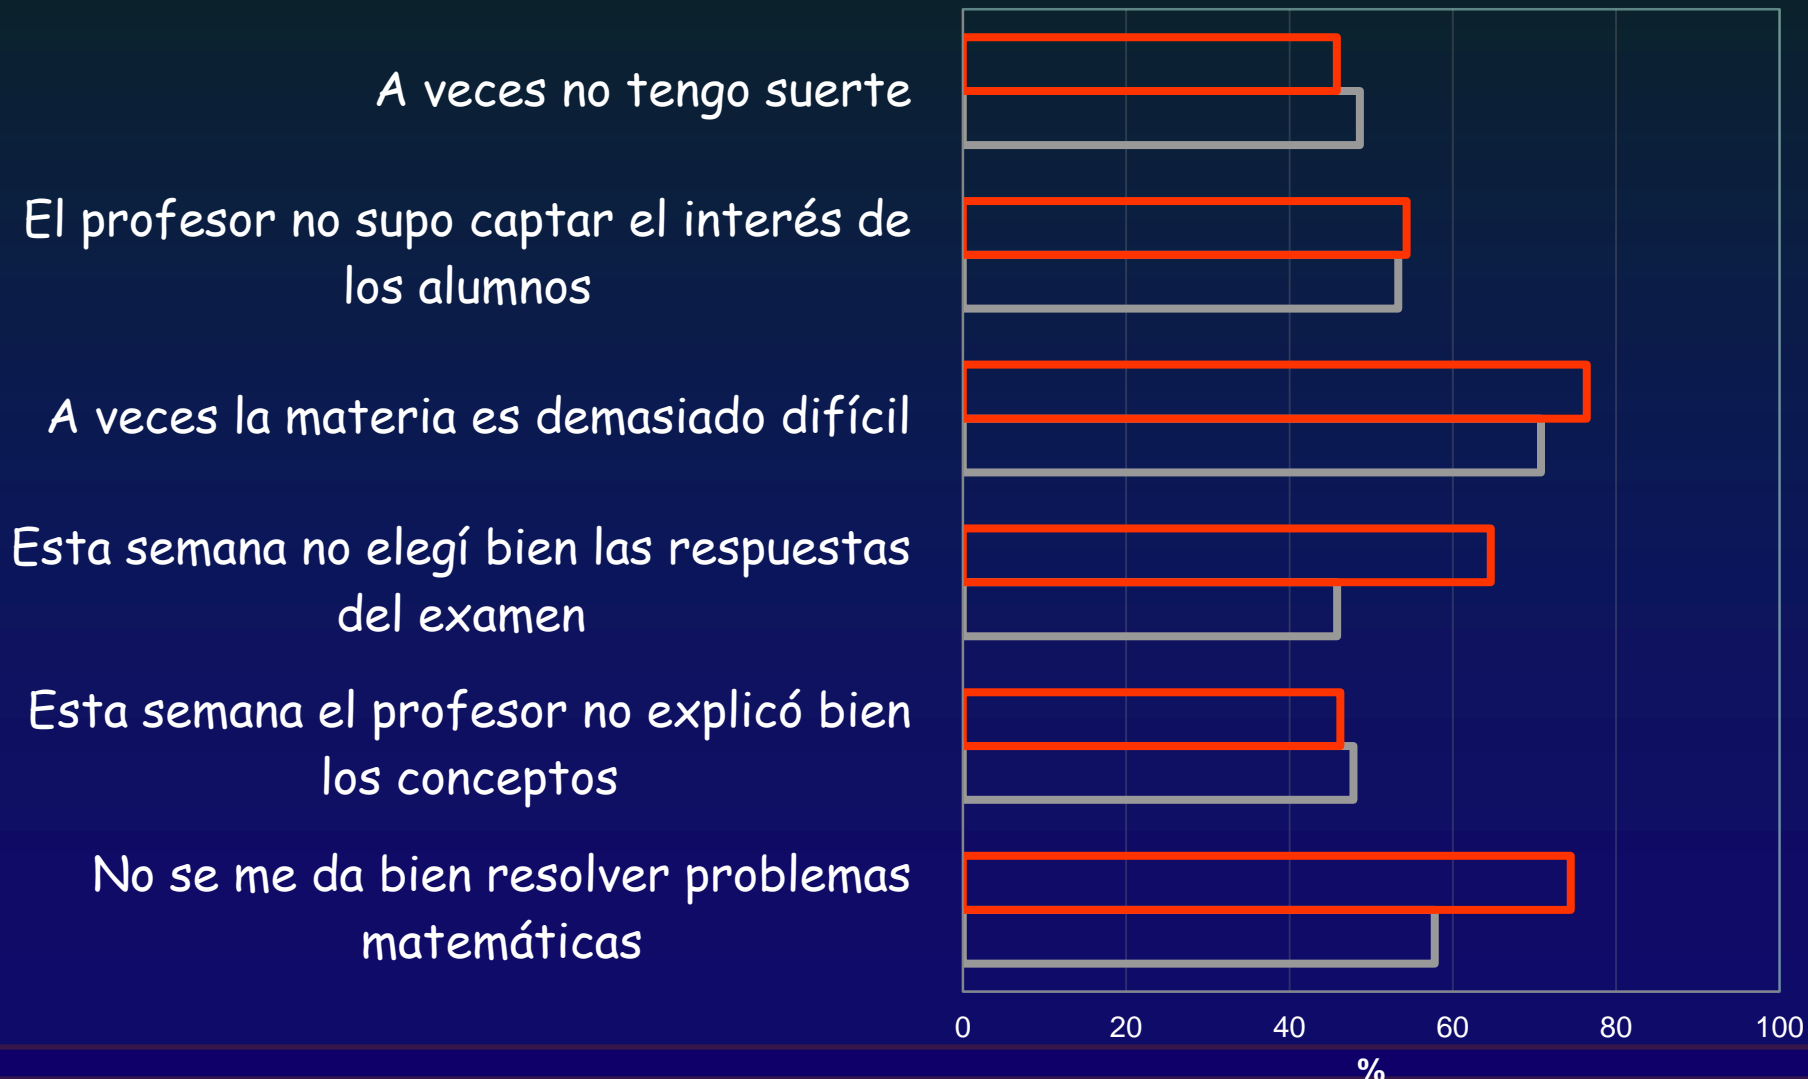 A veces no tengo suerte
El profesor no supo captar el interés de
los alumnos
A veces la materia es demasiado difícil
Esta semana no elegí bien las respuestas
del examen
Esta semana el profesor no explicó bien
los conceptos
No se me da bien resolver problemas
matemáticas
0 20 40 60 80 100
%